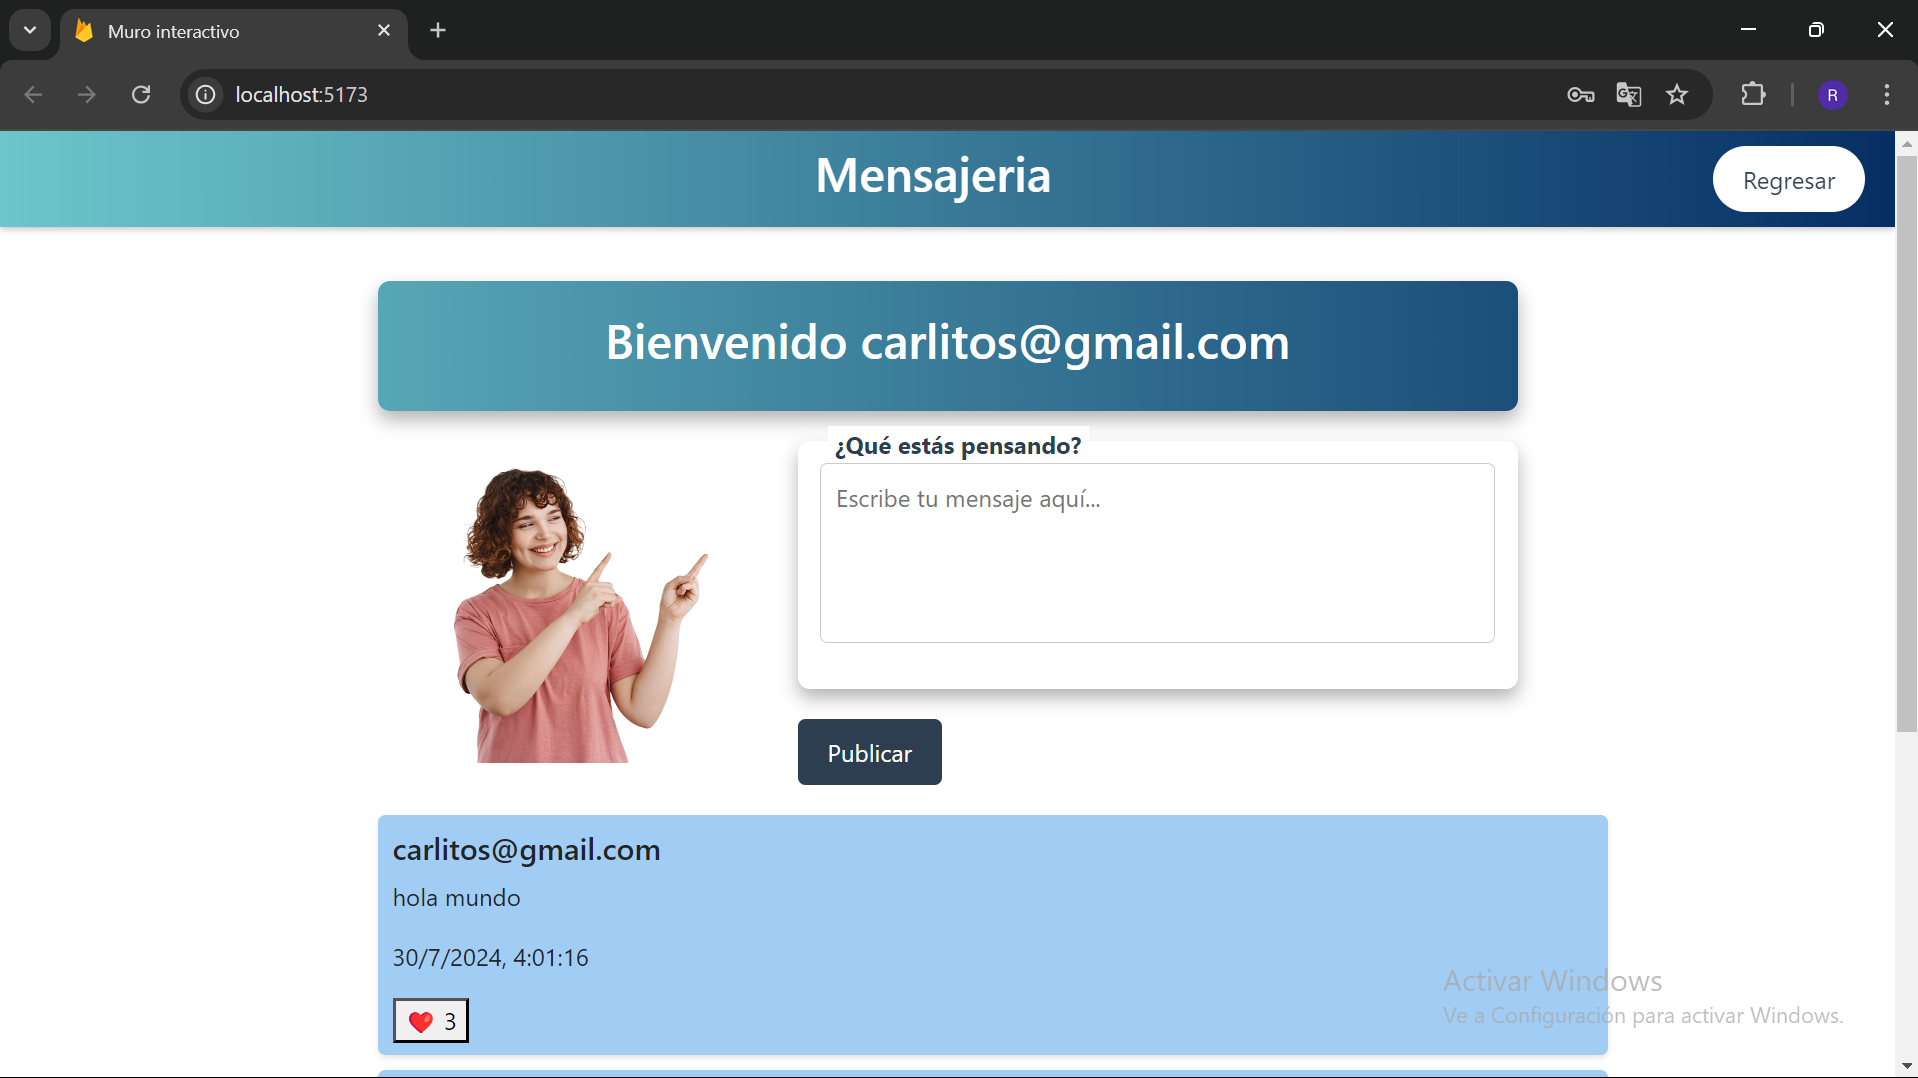 Muro interactivo
localhost:5173
R
Mensajeria
Regresar
Bienvenido carlitos@gmail.com
¿Qué estás pensando?
Escribe tu mensaje aquí...
Publicar
carlitos@gmail.com
hola mundo
30/7/2024, 4:01:16
❤️ 3
Activar Windows
Ve a Configuración para activar Windows.